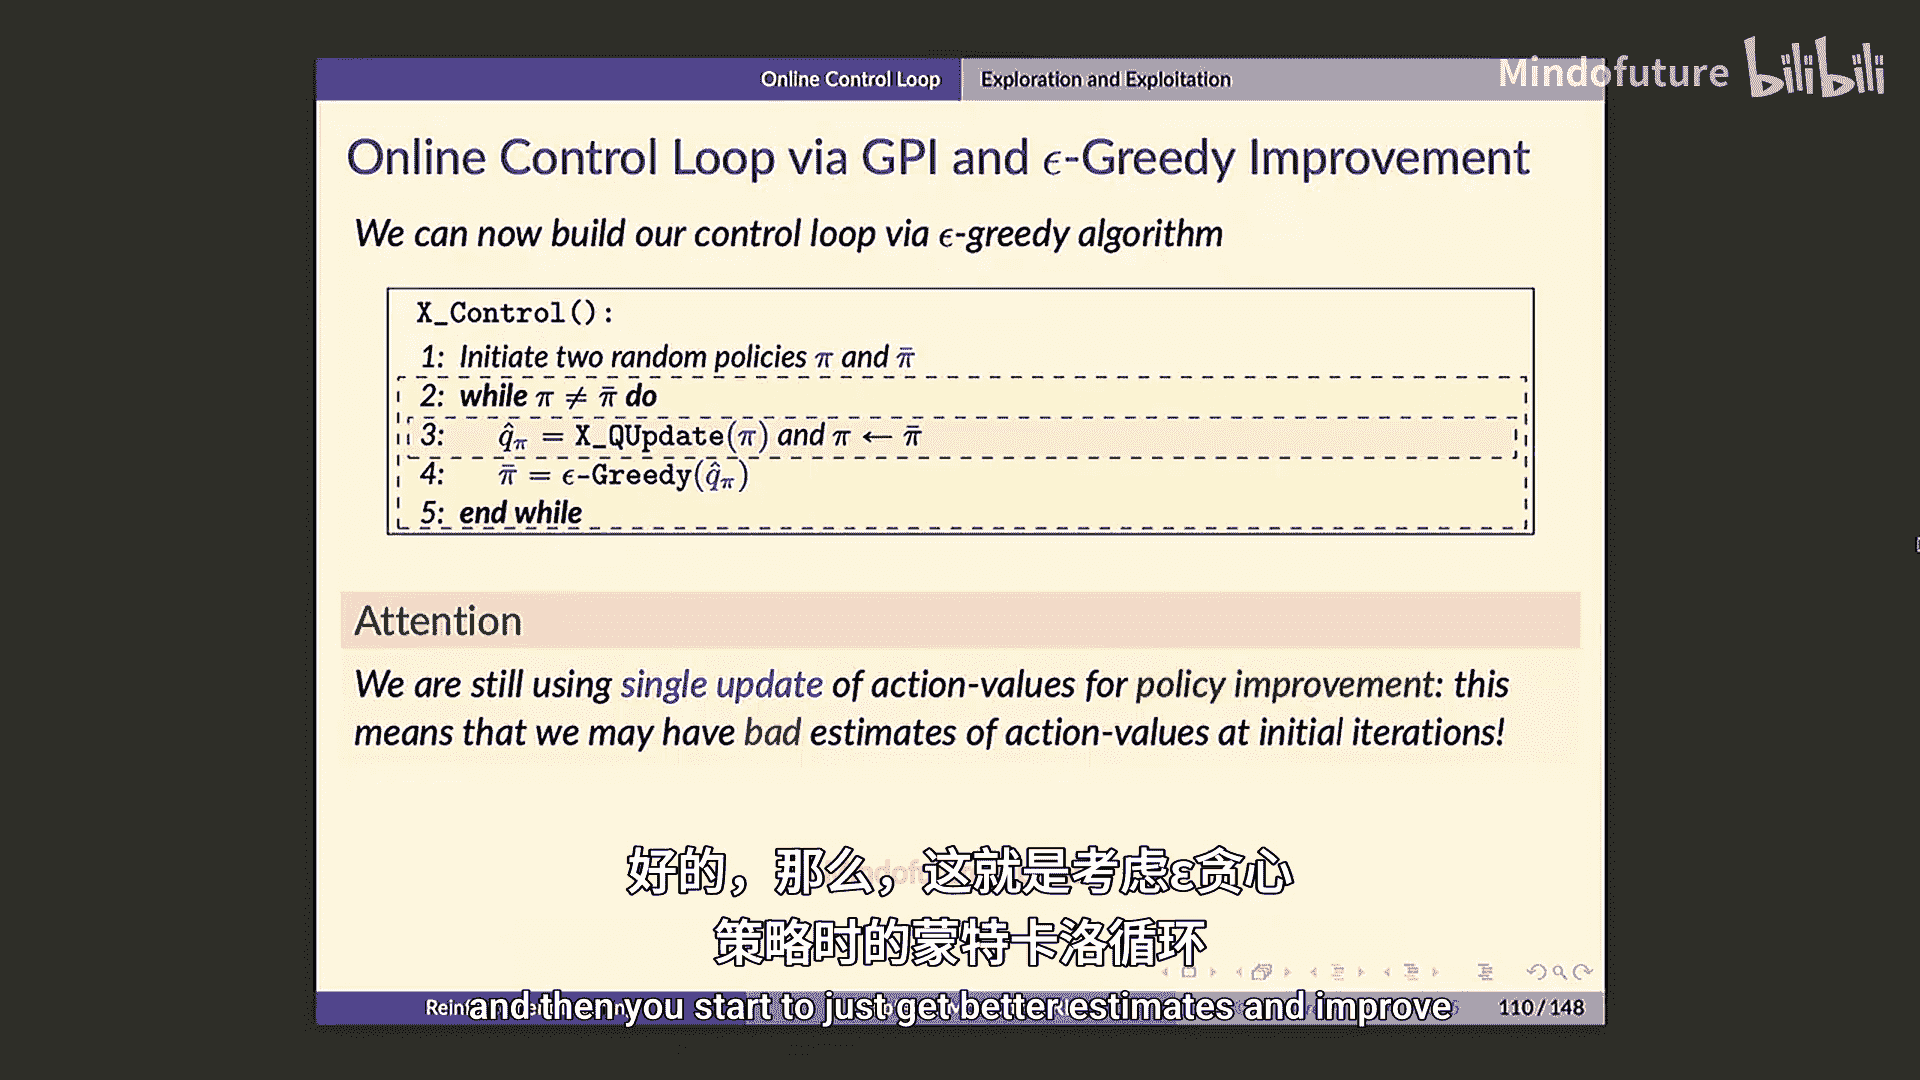 Online Control Loop
Exploration and Exploitation
Mindofuture bilibili
Online Control Loop via GPI and ϵ-Greedy Improvement
We can now build our control loop via ϵ-greedy algorithm
X_Control():
1: Initiate two random policies π and π̄
2: while π ≠ π̄ do
3: q̂π = X_QUpdate(π) and π ← π̄
4: π̄ = ϵ-Greedy(q̂π)
5: end while
Attention
We are still using single update of action-values for policy improvement: this
means that we may have bad estimates of action-values at initial iterations!
好的，那么，这就是考虑ε贪心
策略时的蒙特卡洛循环
and then you start to just get better estimates and improve
110/148